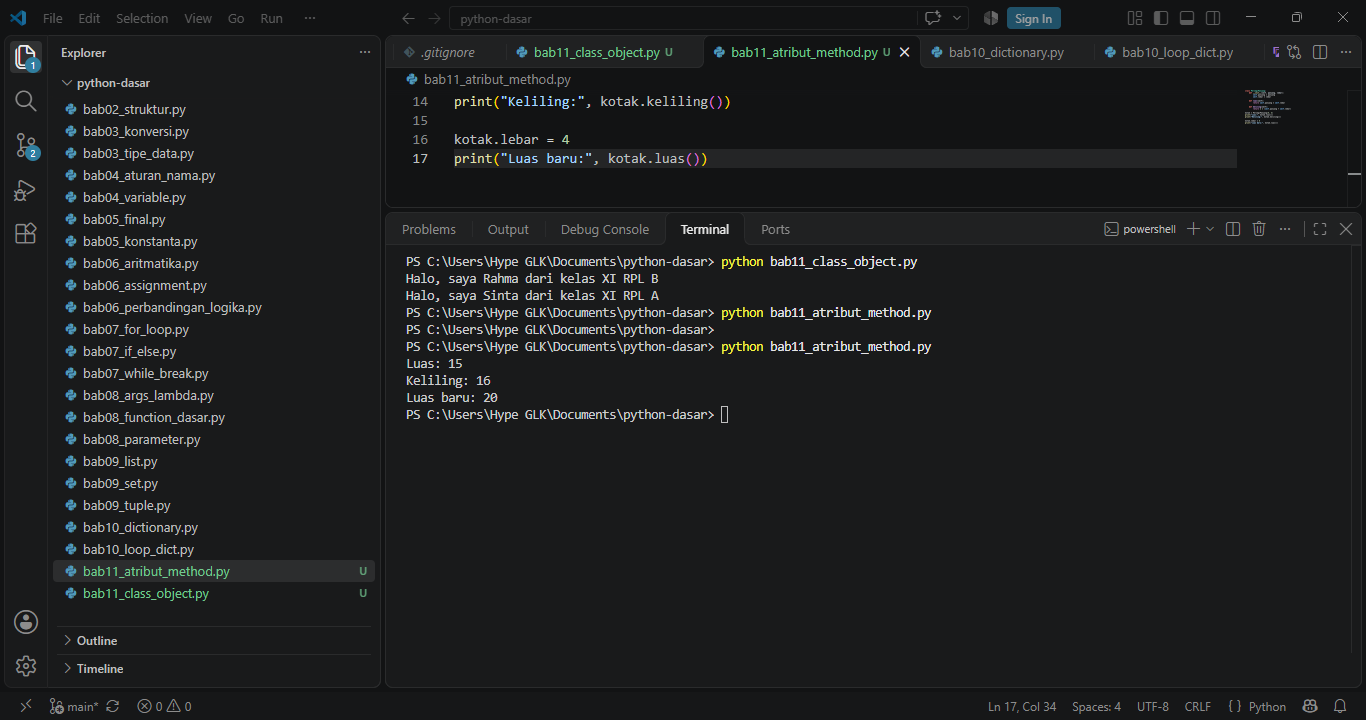 File Edit Selection View Go Run ··· python-dasar Sign In
Explorer ···
python-dasar
bab02_struktur.py
bab03_konversi.py
bab03_tipe_data.py
bab04_aturan_nama.py
bab04_variable.py
bab05_final.py
bab05_konstanta.py
bab06_aritmatika.py
bab06_assignment.py
bab06_perbandingan_logika.py
bab07_for_loop.py
bab07_if_else.py
bab07_while_break.py
bab08_args_lambda.py
bab08_function_dasar.py
bab08_parameter.py
bab09_list.py
bab09_set.py
bab09_tuple.py
bab10_dictionary.py
bab10_loop_dict.py
bab11_atribut_method.py U
bab11_class_object.py U
Outline
Timeline
1
2
.gitignore bab11_class_object.py U bab11_atribut_method.py U bab10_dictionary.py bab10_loop_dict.py
bab11_atribut_method.py
14 print("Keliling:", kotak.keliling())
15
16 kotak.lebar = 4
17 print("Luas baru:", kotak.luas())
Problems Output Debug Console Terminal Ports powershell
PS C:\Users\Hype GLK\Documents\python-dasar> python bab11_class_object.py
Halo, saya Rahma dari kelas XI RPL B
Halo, saya Sinta dari kelas XI RPL A
PS C:\Users\Hype GLK\Documents\python-dasar> python bab11_atribut_method.py
PS C:\Users\Hype GLK\Documents\python-dasar>
PS C:\Users\Hype GLK\Documents\python-dasar> python bab11_atribut_method.py
Luas: 15
Keliling: 16
Luas baru: 20
PS C:\Users\Hype GLK\Documents\python-dasar>
main* 0 0 Ln 17, Col 34 Spaces: 4 UTF-8 CRLF { } Python